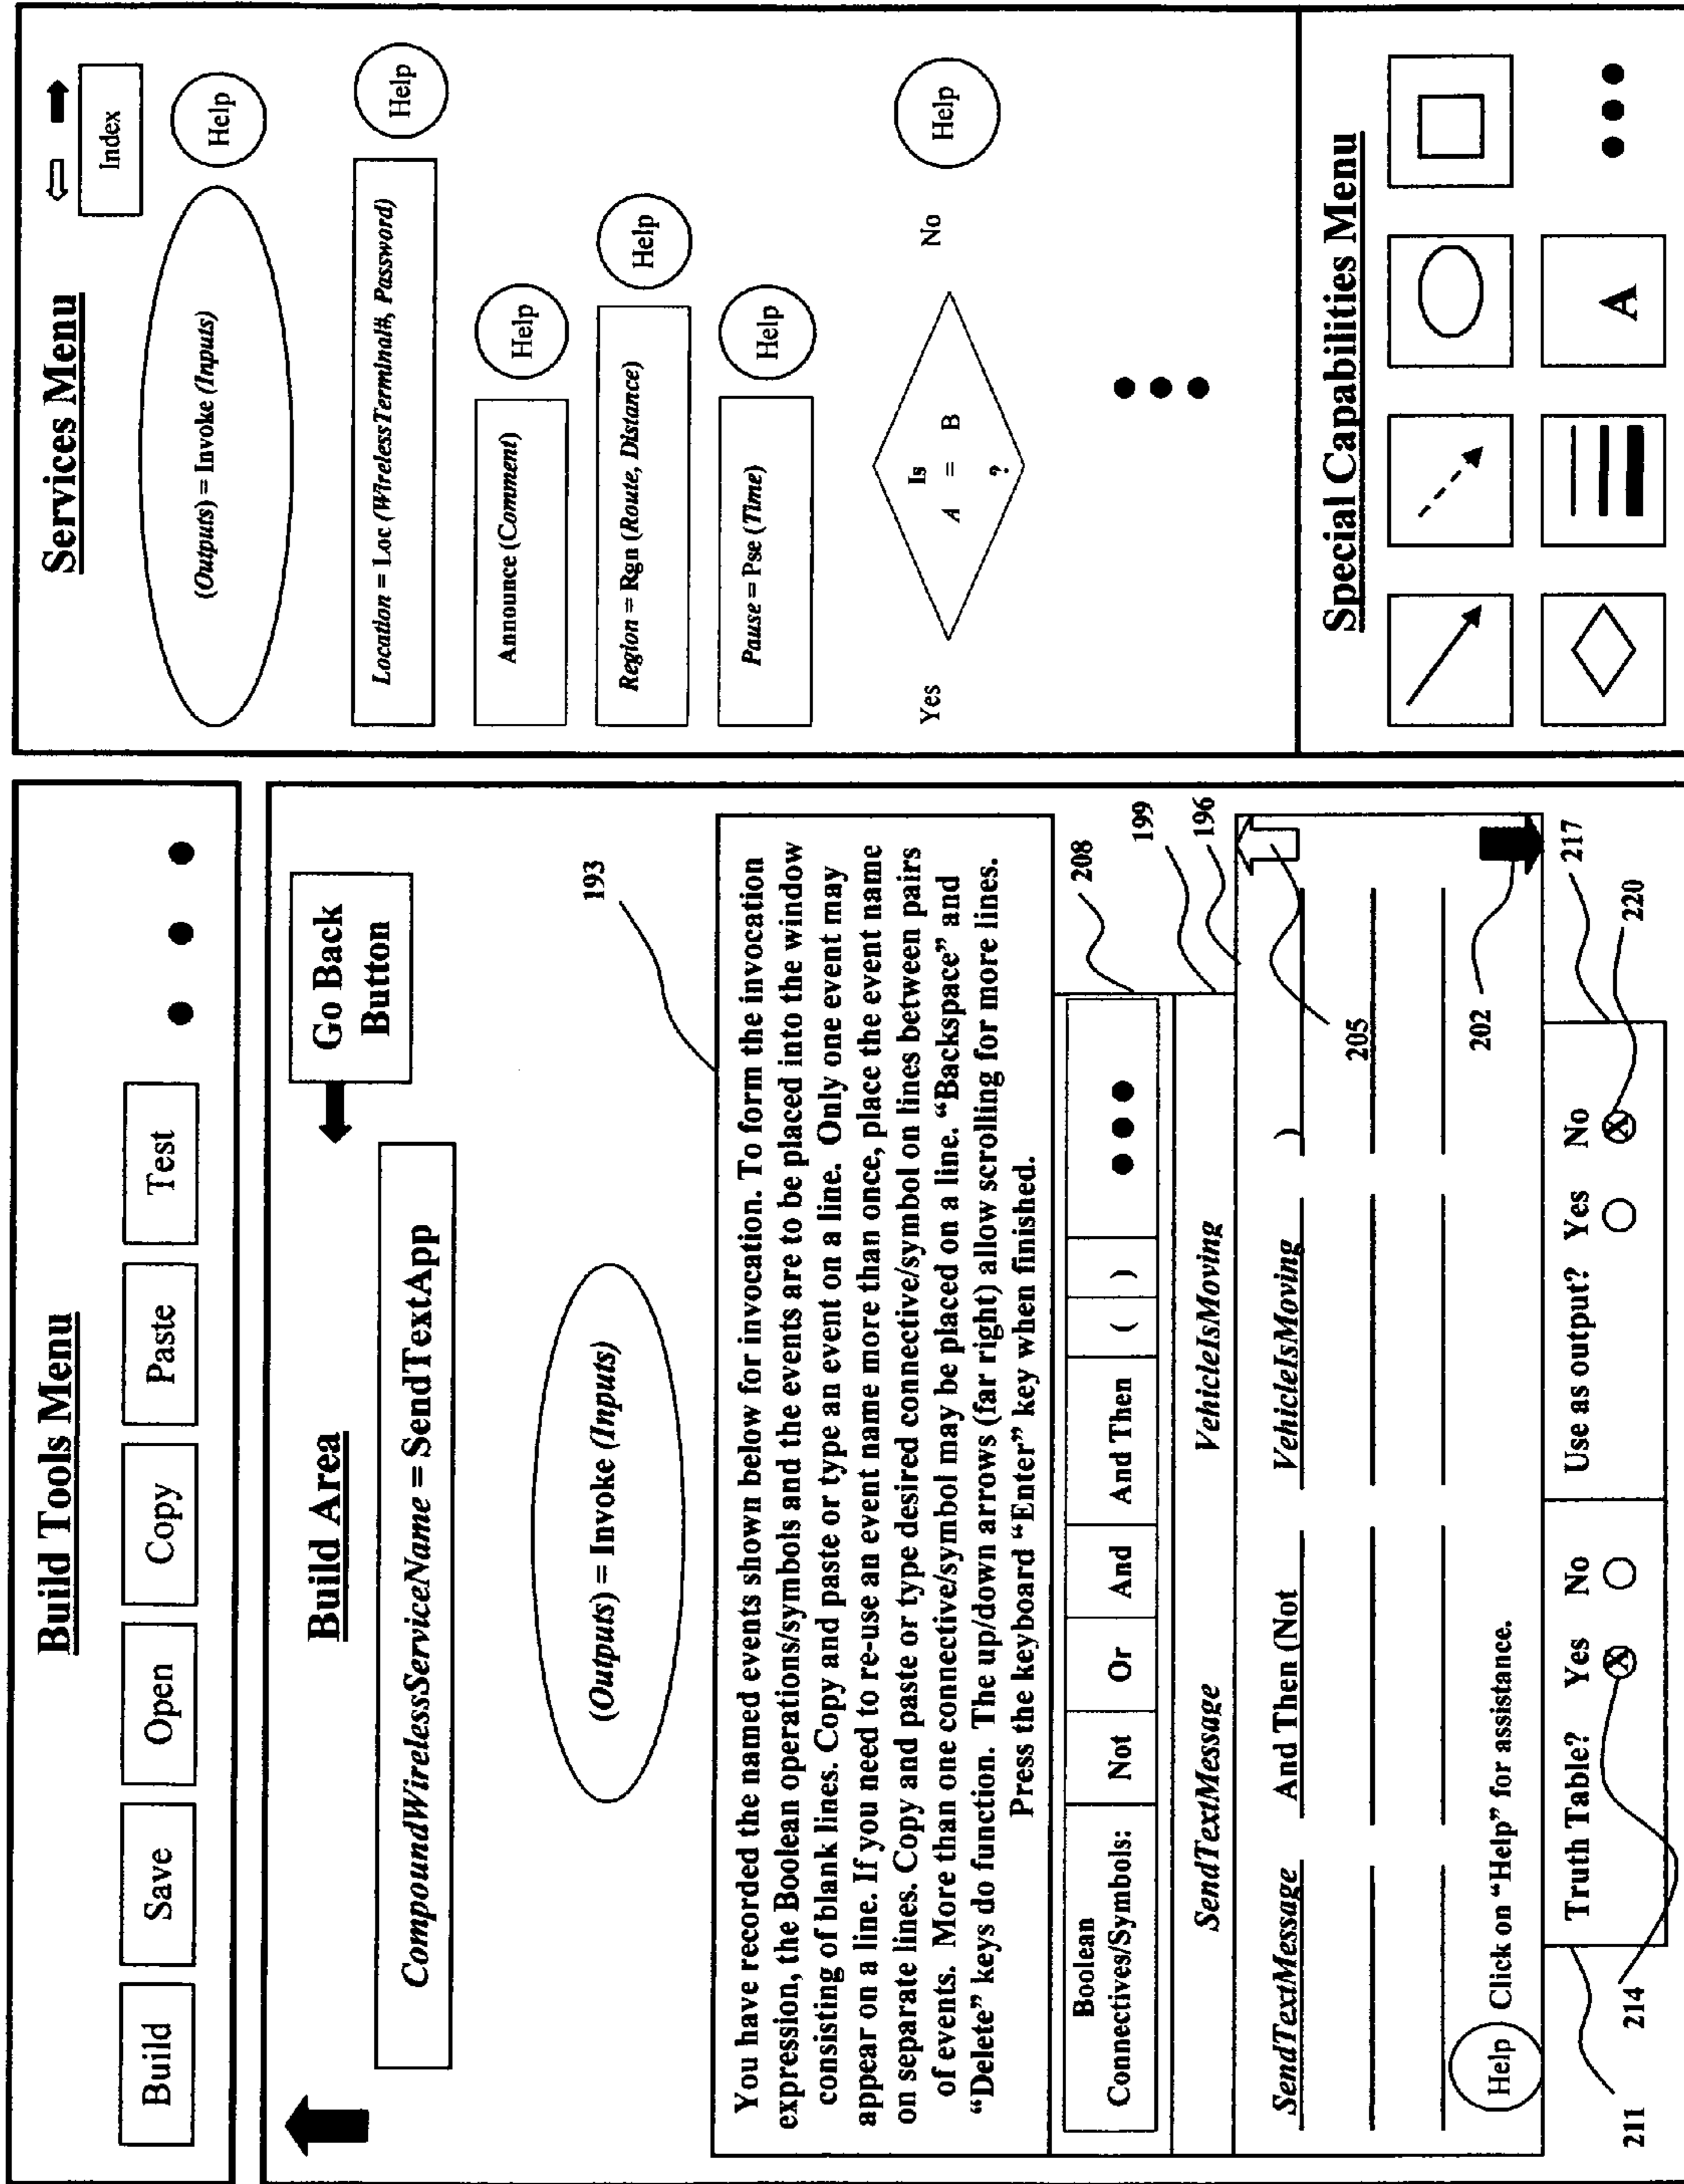 Build Tools Menu
Build Save Open Copy Paste Test
Build Area
Go Back
Button
CompoundWirelessServiceName = SendTextApp
(Outputs) = Invoke (Inputs)
193
You have recorded the named events shown below for invocation. To form the invocation
expression, the Boolean operations/symbols and the events are to be placed into the window
consisting of blank lines. Copy and paste or type an event on a line. Only one event may
appear on a line. If you need to re-use an event name more than once, place the event name
on separate lines. Copy and paste or type desired connective/symbol on lines between pairs
of events. More than one connective/symbol may be placed on a line. “Backspace” and
“Delete” keys do function. The up/down arrows (far right) allow scrolling for more lines.
Press the keyboard “Enter” key when finished.
208
Boolean
Connectives/Symbols: Not Or And And Then ( )
199
SendTextMessage VehicleIsMoving
196
SendTextMessage And Then (Not VehicleIsMoving )
205
202
Help Click on “Help” for assistance.
217
Truth Table? Yes No Use as output? Yes No
X X
220
211
214
Services Menu
Index
(Outputs) = Invoke (Inputs) Help
Location = Loc (WirelessTerminal#, Password) Help
Announce (Comment) Help
Region = Rgn (Route, Distance) Help
Pause = Pse (Time) Help
Is
Yes A = B No Help
?
Special Capabilities Menu
A